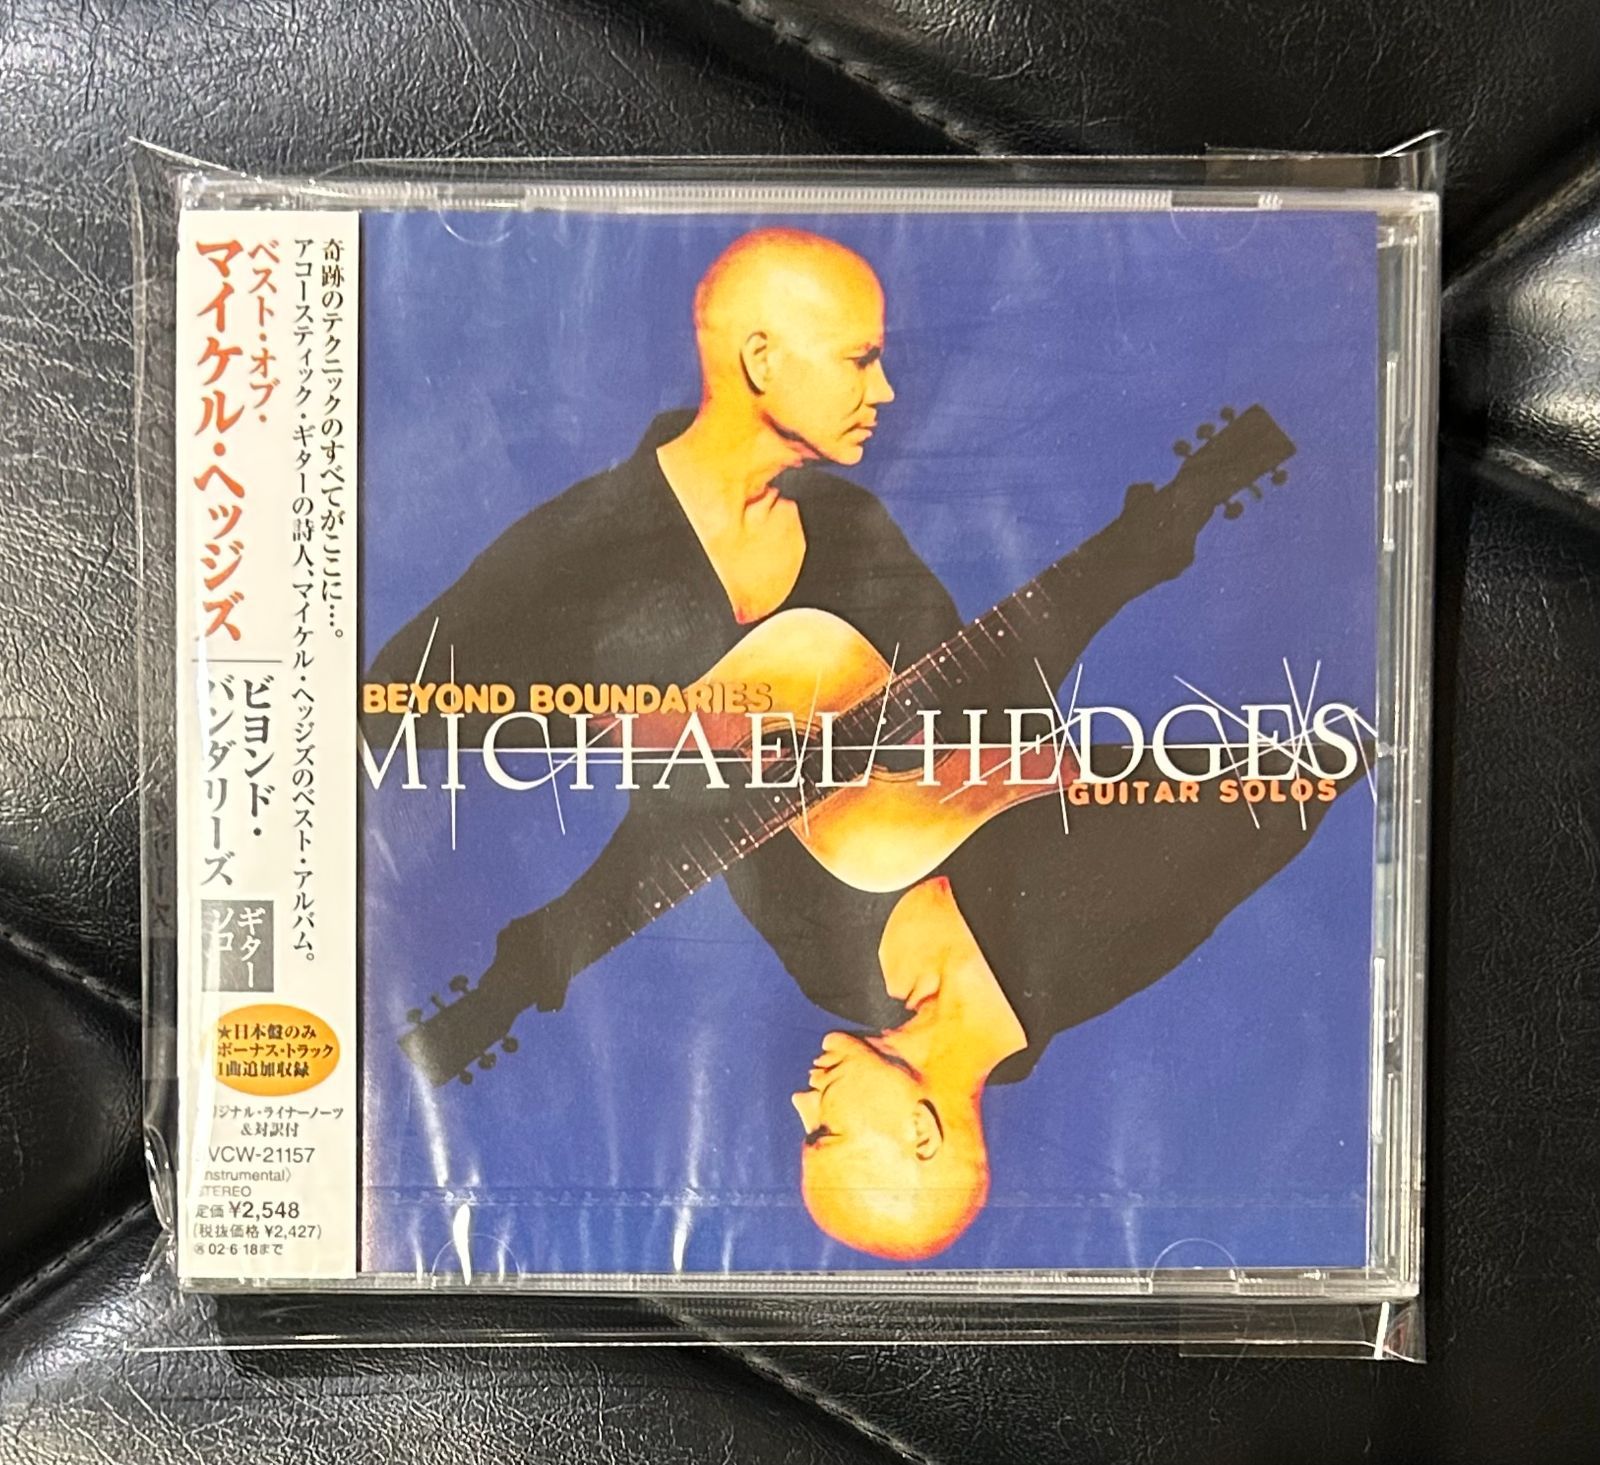 奇跡のテクニックのすべてがここに…。
アコースティック・ギターの詩人、マイケル・ヘッジズのベスト・アルバム。
ベスト・オブ・
マイケル・ヘッジズ
ビヨンド・
バンダリーズ
ギター
ソロ
★日本盤のみ
ボーナス・トラック
1曲追加収録
オリジナル・ライナーノーツ
&対訳付
SVCW-21157
〈Instrumental〉
STEREO
定価¥2,548
(税抜価格 ¥2,427)
02・6・18まで
BEYOND BOUNDARIES
MICHAEL HEDGES
GUITAR SOLOS